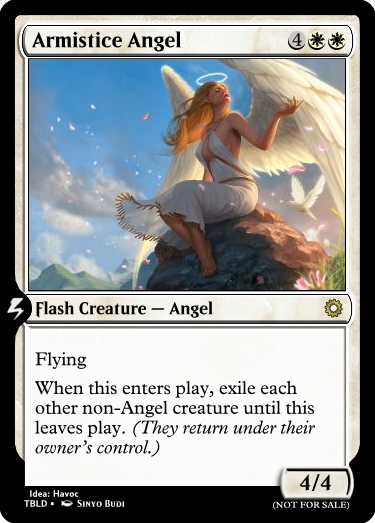 Armistice Angel 4
Flash Creature — Angel
Flying
When this enters play, exile each
other non-Angel creature until this
leaves play. (They return under their
owner's control.)
4/4
Idea: Havoc
TBLD • Sinyo Budi
(NOT FOR SALE)